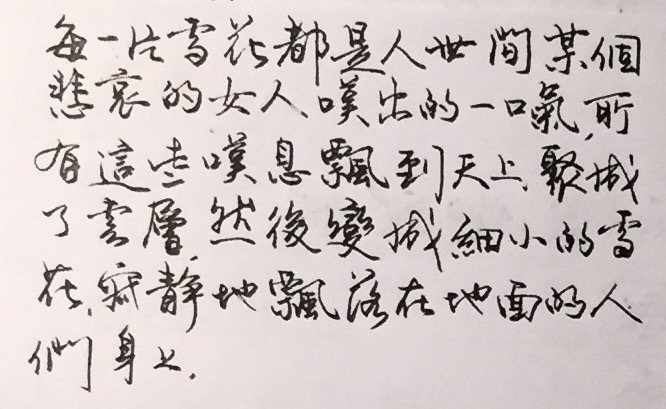 每一片雪花都是人世間某個
悲哀的女人嘆出的一口氣,所
有這些嘆息飄到天上,聚成
了雲層,然後變成細小的雪
花,寂靜地飄落在地面的人
們身上.